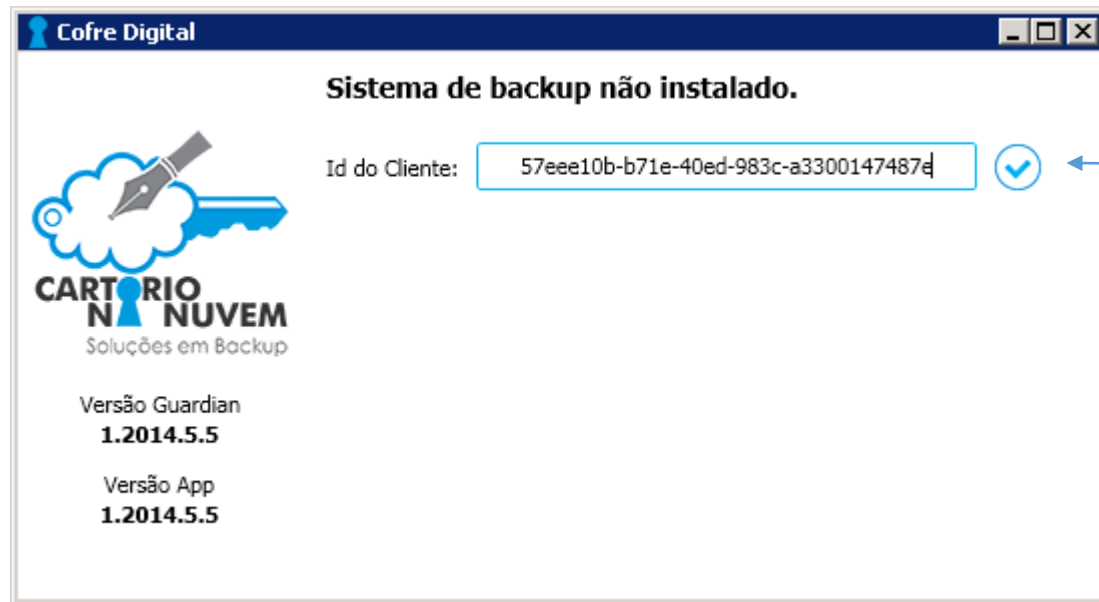 Cofre Digital
Sistema de backup não instalado.
Id do Cliente: 57eee10b-b71e-40ed-983c-a3300147487e
CARTORIO
NA NUVEM
Soluções em Backup
Versão Guardian
1.2014.5.5
Versão App
1.2014.5.5